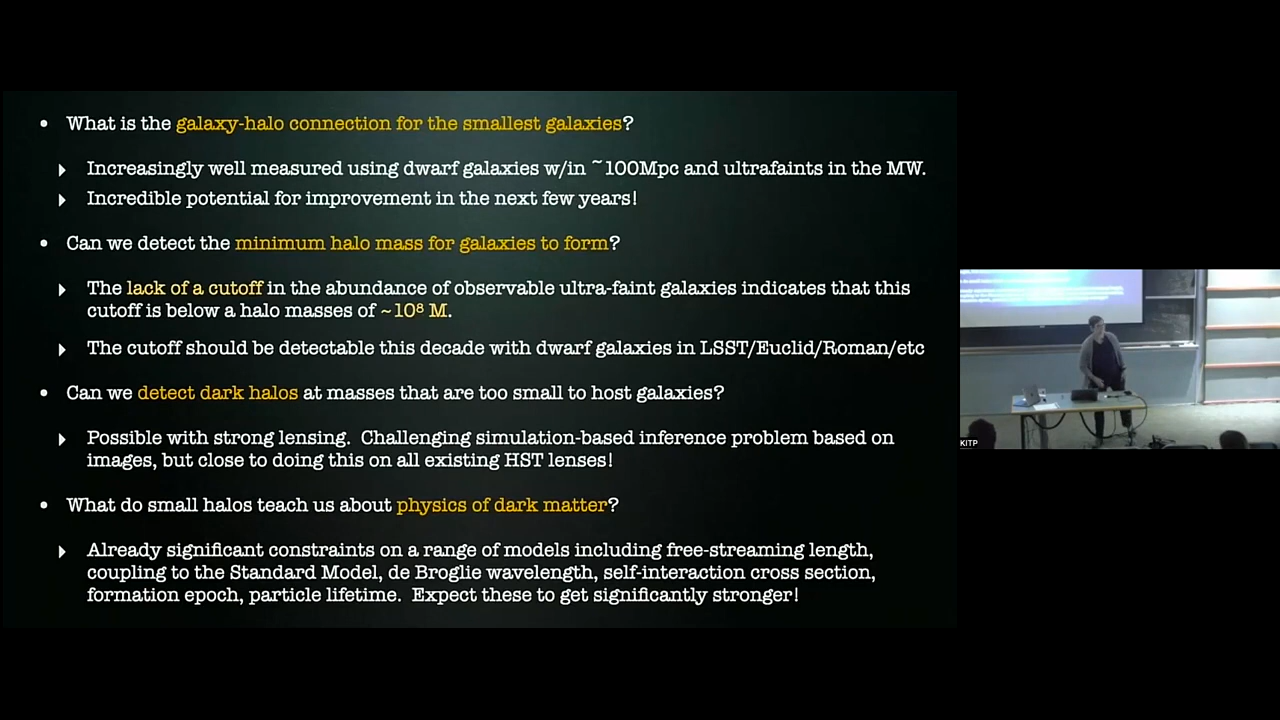 • What is the galaxy-halo connection for the smallest galaxies?
Increasingly well measured using dwarf galaxies w/in ~100Mpc and ultrafaints in the MW.
Incredible potential for improvement in the next few years!
• Can we detect the minimum halo mass for galaxies to form?
The lack of a cutoff in the abundance of observable ultra-faint galaxies indicates that this
cutoff is below a halo masses of ~10⁸ M.
The cutoff should be detectable this decade with dwarf galaxies in LSST/Euclid/Roman/etc
• Can we detect dark halos at masses that are too small to host galaxies?
Possible with strong lensing. Challenging simulation-based inference problem based on
images, but close to doing this on all existing HST lenses!
• What do small halos teach us about physics of dark matter?
Already significant constraints on a range of models including free-streaming length,
coupling to the Standard Model, de Broglie wavelength, self-interaction cross section,
formation epoch, particle lifetime. Expect these to get significantly stronger!
KITP